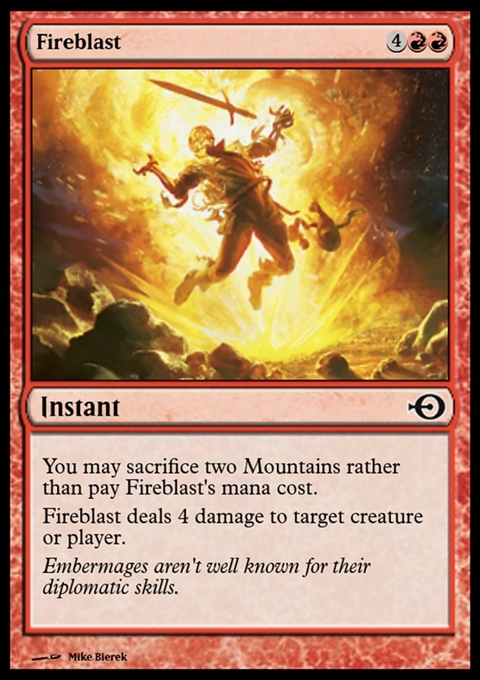 Fireblast 4
Instant
You may sacrifice two Mountains rather
than pay Fireblast's mana cost.
Fireblast deals 4 damage to target creature
or player.
Embermages aren't well known for their
diplomatic skills.
Mike Bierek